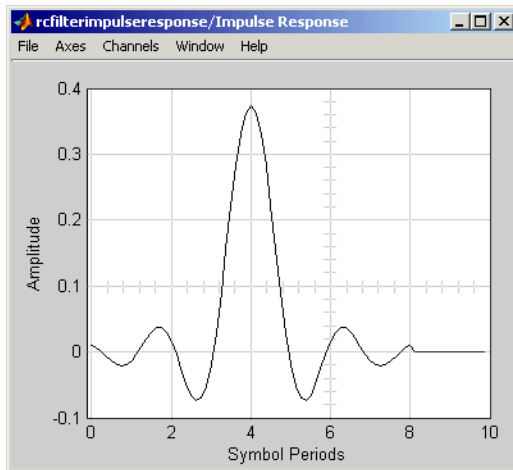 rcfilterimpulseresponse/Impulse Response
File Axes Channels Window Help
0.4
0.3
0.2
0.1
0
-0.1
Amplitude
0 2 4 6 8 10
Symbol Periods